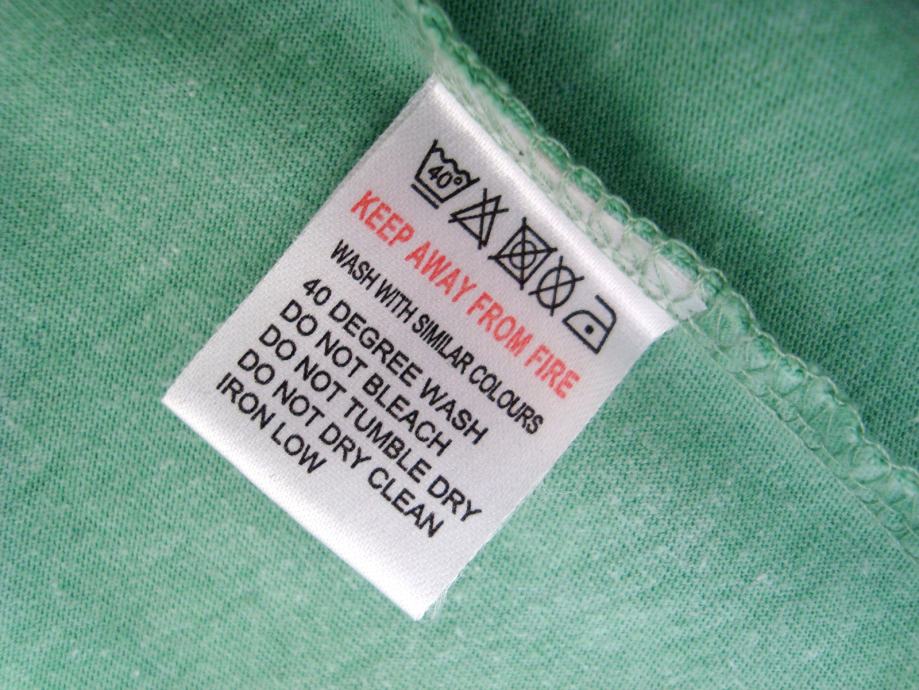 40°
KEEP AWAY FROM FIRE
WASH WITH SIMILAR COLOURS
40 DEGREE WASH
DO NOT BLEACH
DO NOT TUMBLE DRY
DO NOT DRY CLEAN
IRON LOW